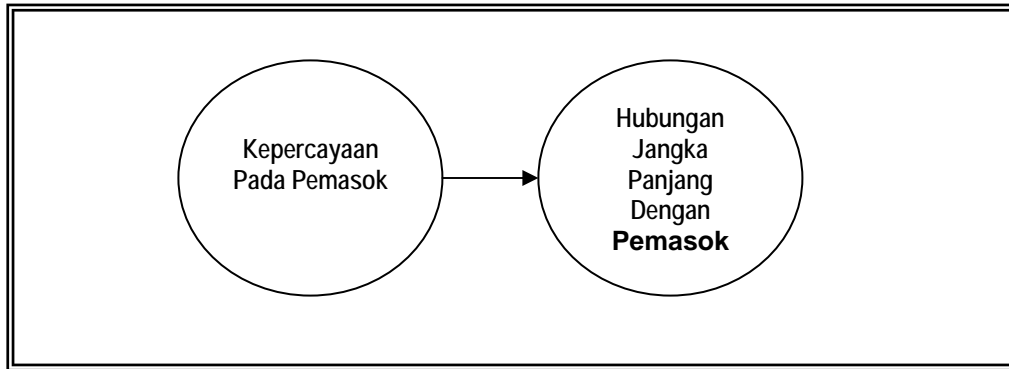 Kepercayaan
Pada Pemasok
Hubungan
Jangka
Panjang
Dengan
Pemasok